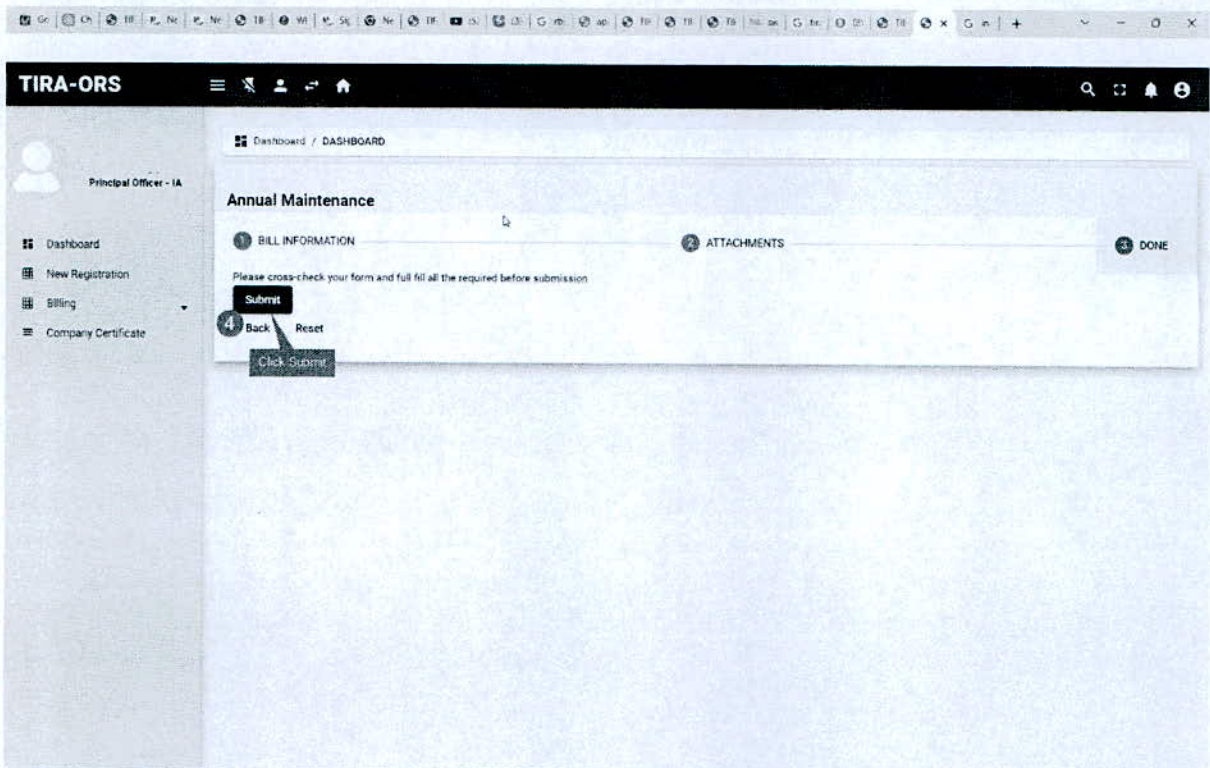 TIRA-ORS
Dashboard / DASHBOARD
Principal Officer - IA
Dashboard
New Registration
Billing
Company Certificate
Annual Maintenance
1 BILL INFORMATION
2 ATTACHMENTS
3 DONE
Please cross-check your form and full fill all the required before submission
Submit
4 Back Reset
Click Submit